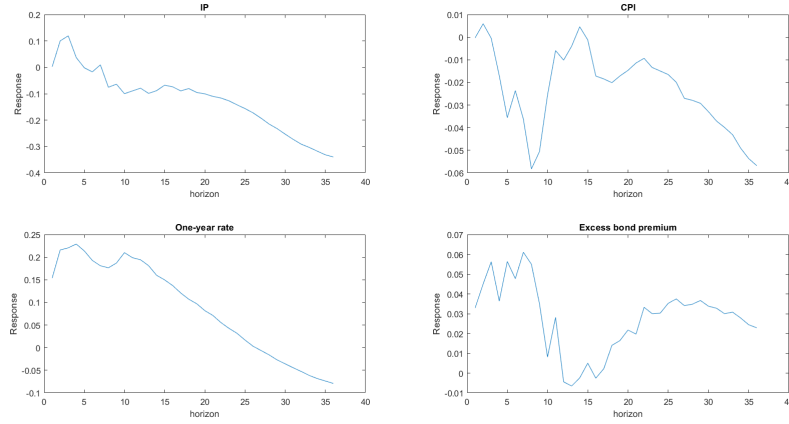 IP
0.2
0.1
0
-0.1
-0.2
-0.3
-0.4
Response
0 5 10 15 20 25 30 35 40
horizon
CPI
0.01
0
-0.01
-0.02
-0.03
-0.04
-0.05
-0.06
Response
0 5 10 15 20 25 30 35 4
horizon
One-year rate
0.25
0.2
0.15
0.1
0.05
0
-0.05
-0.1
Response
0 5 10 15 20 25 30 35 40
horizon
Excess bond premium
0.07
0.06
0.05
0.04
0.03
0.02
0.01
0
-0.01
Response
0 5 10 15 20 25 30 35 4
horizon